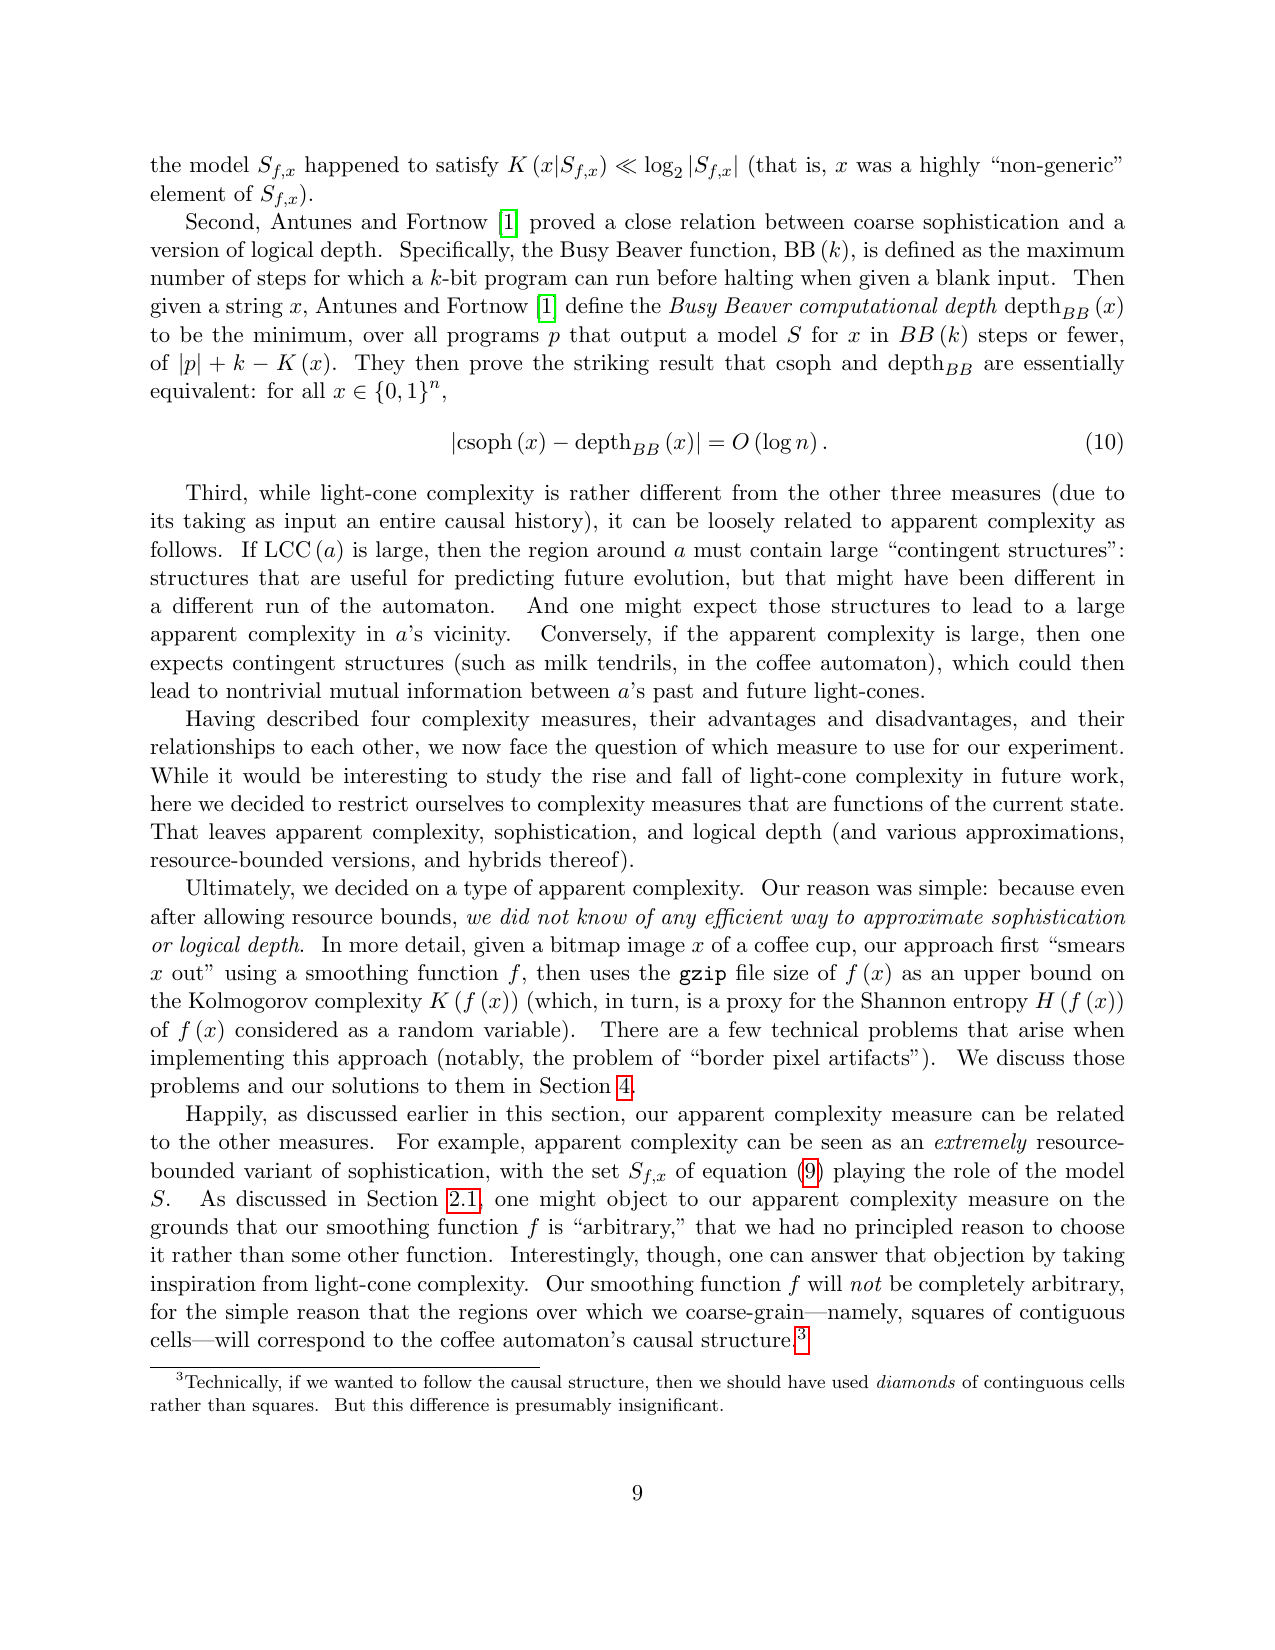 the model S_{f,x} happened to satisfy K (x|S_{f,x}) ≪ log_2 |S_{f,x}| (that is, x was a highly “non-generic”
element of S_{f,x}).
Second, Antunes and Fortnow [1] proved a close relation between coarse sophistication and a
version of logical depth. Specifically, the Busy Beaver function, BB (k), is defined as the maximum
number of steps for which a k-bit program can run before halting when given a blank input. Then
given a string x, Antunes and Fortnow [1] define the Busy Beaver computational depth depth_{BB} (x)
to be the minimum, over all programs p that output a model S for x in BB (k) steps or fewer,
of |p| + k − K (x). They then prove the striking result that csoph and depth_{BB} are essentially
equivalent: for all x ∈ {0, 1}^n,
|csoph (x) − depth_{BB} (x)| = O (log n) . (10)
Third, while light-cone complexity is rather different from the other three measures (due to
its taking as input an entire causal history), it can be loosely related to apparent complexity as
follows. If LCC (a) is large, then the region around a must contain large “contingent structures”:
structures that are useful for predicting future evolution, but that might have been different in
a different run of the automaton. And one might expect those structures to lead to a large
apparent complexity in a’s vicinity. Conversely, if the apparent complexity is large, then one
expects contingent structures (such as milk tendrils, in the coffee automaton), which could then
lead to nontrivial mutual information between a’s past and future light-cones.
Having described four complexity measures, their advantages and disadvantages, and their
relationships to each other, we now face the question of which measure to use for our experiment.
While it would be interesting to study the rise and fall of light-cone complexity in future work,
here we decided to restrict ourselves to complexity measures that are functions of the current state.
That leaves apparent complexity, sophistication, and logical depth (and various approximations,
resource-bounded versions, and hybrids thereof).
Ultimately, we decided on a type of apparent complexity. Our reason was simple: because even
after allowing resource bounds, we did not know of any efficient way to approximate sophistication
or logical depth. In more detail, given a bitmap image x of a coffee cup, our approach first “smears
x out” using a smoothing function f, then uses the gzip file size of f (x) as an upper bound on
the Kolmogorov complexity K (f (x)) (which, in turn, is a proxy for the Shannon entropy H (f (x))
of f (x) considered as a random variable). There are a few technical problems that arise when
implementing this approach (notably, the problem of “border pixel artifacts”). We discuss those
problems and our solutions to them in Section 4.
Happily, as discussed earlier in this section, our apparent complexity measure can be related
to the other measures. For example, apparent complexity can be seen as an extremely resource-
bounded variant of sophistication, with the set S_{f,x} of equation (9) playing the role of the model
S. As discussed in Section 2.1, one might object to our apparent complexity measure on the
grounds that our smoothing function f is “arbitrary,” that we had no principled reason to choose
it rather than some other function. Interestingly, though, one can answer that objection by taking
inspiration from light-cone complexity. Our smoothing function f will not be completely arbitrary,
for the simple reason that the regions over which we coarse-grain—namely, squares of contiguous
cells—will correspond to the coffee automaton’s causal structure.^3
^3Technically, if we wanted to follow the causal structure, then we should have used diamonds of continguous cells
rather than squares. But this difference is presumably insignificant.
9